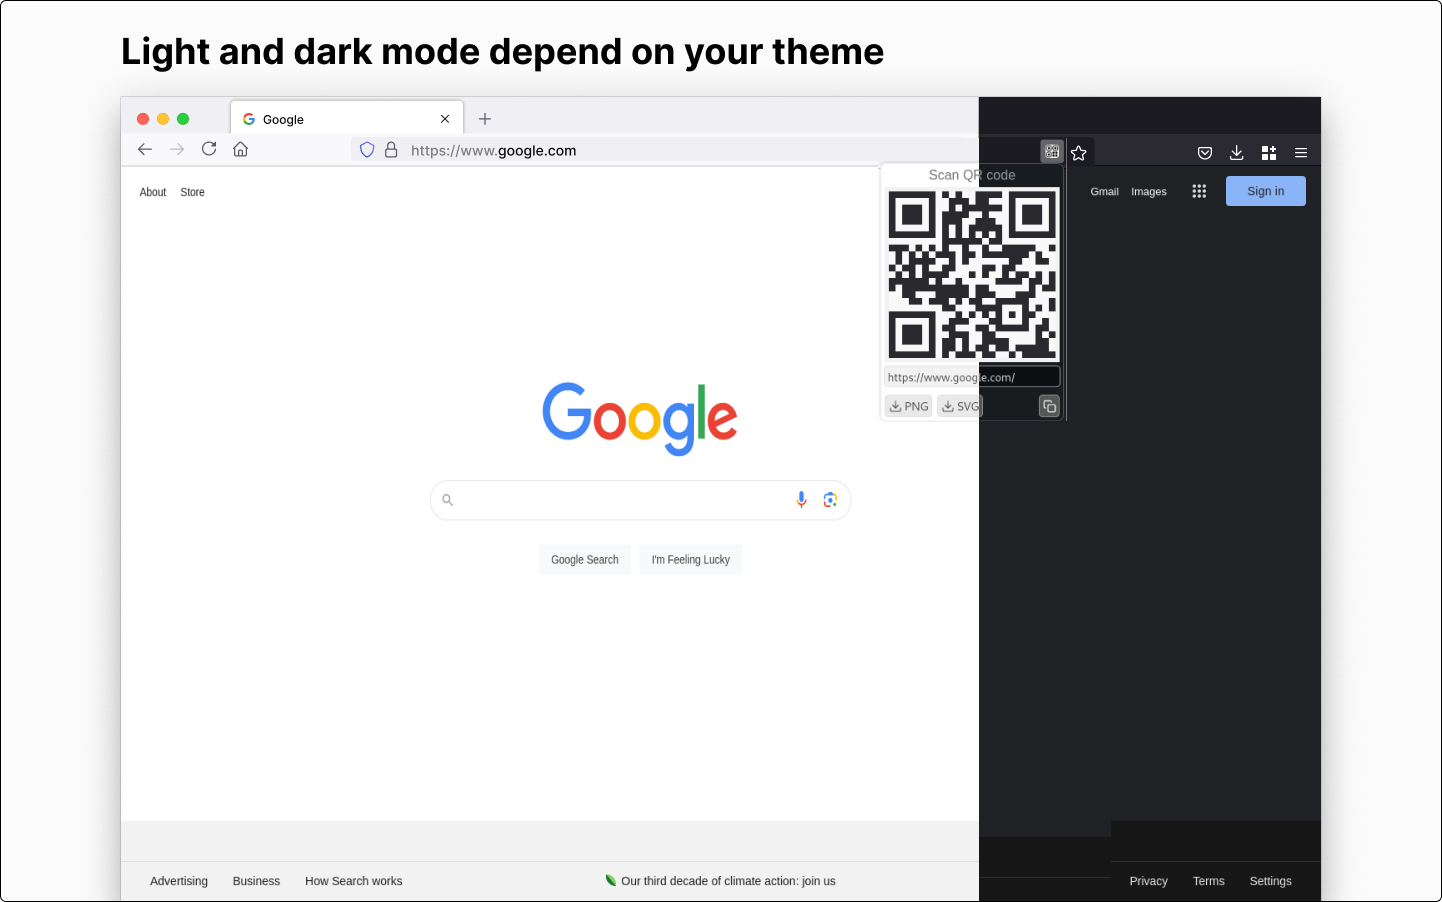 Light and dark mode depend on your theme
Google
https://www.google.com
About Store
Gmail Images Sign in
Scan QR code
https://www.google.com/
PNG SVG
Google
Google Search I'm Feeling Lucky
Advertising Business How Search works Our third decade of climate action: join us Privacy Terms Settings